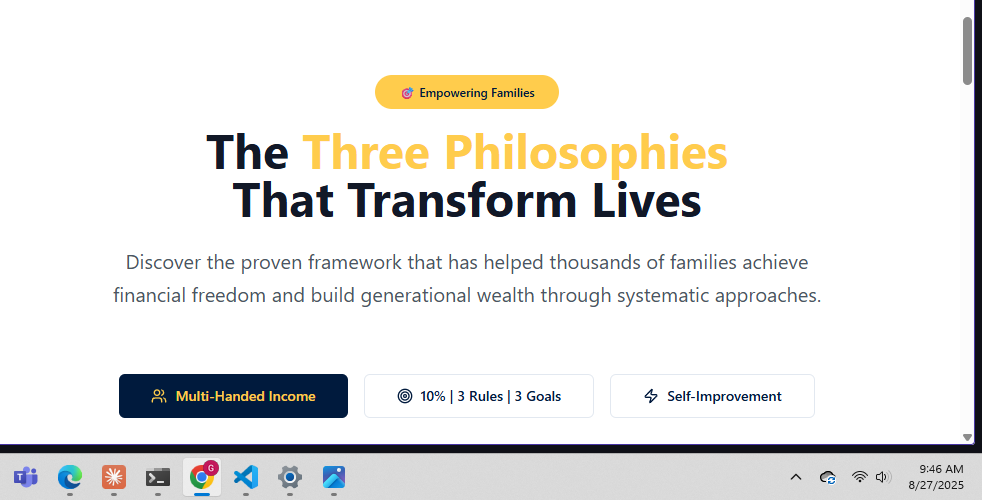 Empowering Families
The Three Philosophies
That Transform Lives
Discover the proven framework that has helped thousands of families achieve
financial freedom and build generational wealth through systematic approaches.
Multi-Handed Income
10% | 3 Rules | 3 Goals
Self-Improvement
G
9:46 AM
8/27/2025